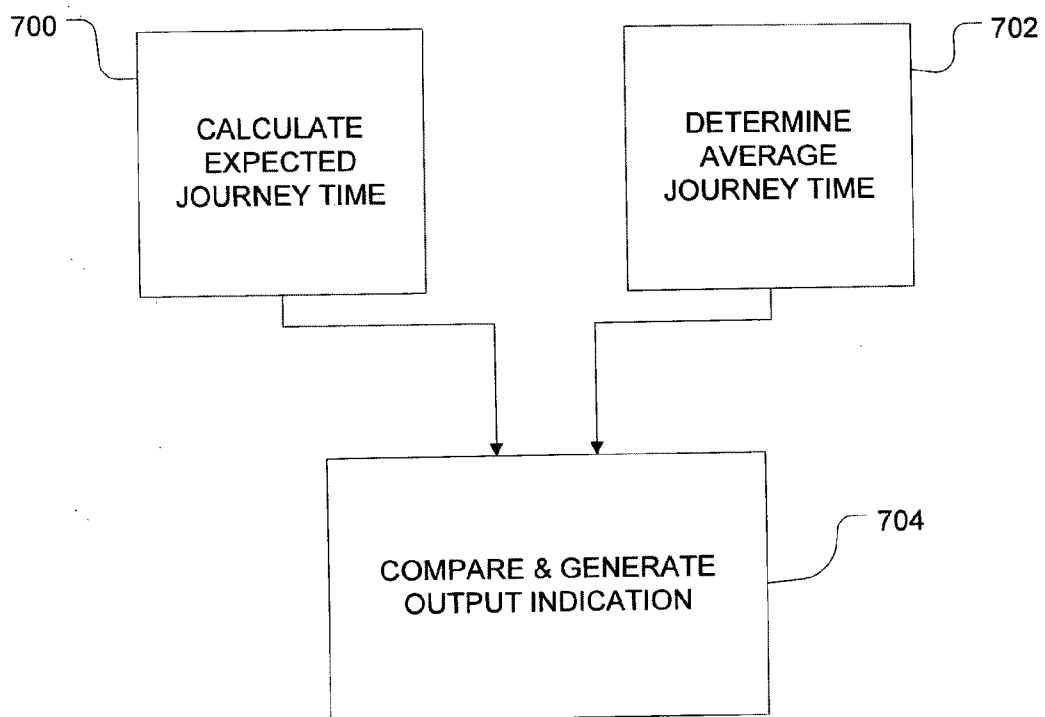 700
CALCULATE
EXPECTED
JOURNEY TIME
702
DETERMINE
AVERAGE
JOURNEY TIME
704
COMPARE & GENERATE
OUTPUT INDICATION